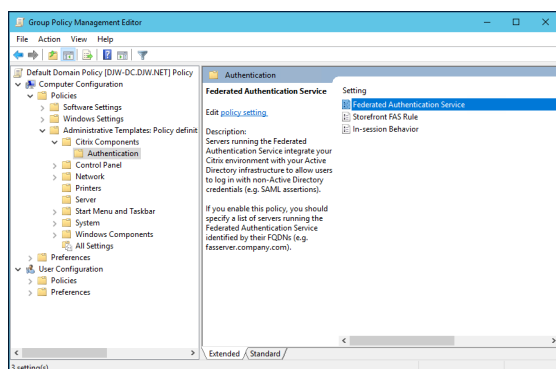 Group Policy Management Editor
File Action View Help
Default Domain Policy [DJW-DC.DJW.NET] Policy
Computer Configuration
Policies
Software Settings
Windows Settings
Administrative Templates: Policy definit
Citrix Components
Authentication
Control Panel
Network
Printers
Server
Start Menu and Taskbar
System
Windows Components
All Settings
Preferences
User Configuration
Policies
Preferences
Authentication
Federated Authentication Service
Edit policy setting.
Description:
Servers running the Federated
Authentication Service integrate your
Citrix environment with your Active
Directory infrastructure to allow users
to log in with non-Active Directory
credentials (e.g. SAML assertions).
If you enable this policy, you should
specify a list of servers running the
Federated Authentication Service
identified by their FQDNs (e.g.
fasserver.company.com).
Setting
Federated Authentication Service
Storefront FAS Rule
In-session Behavior
Extended Standard
3 setting(s)